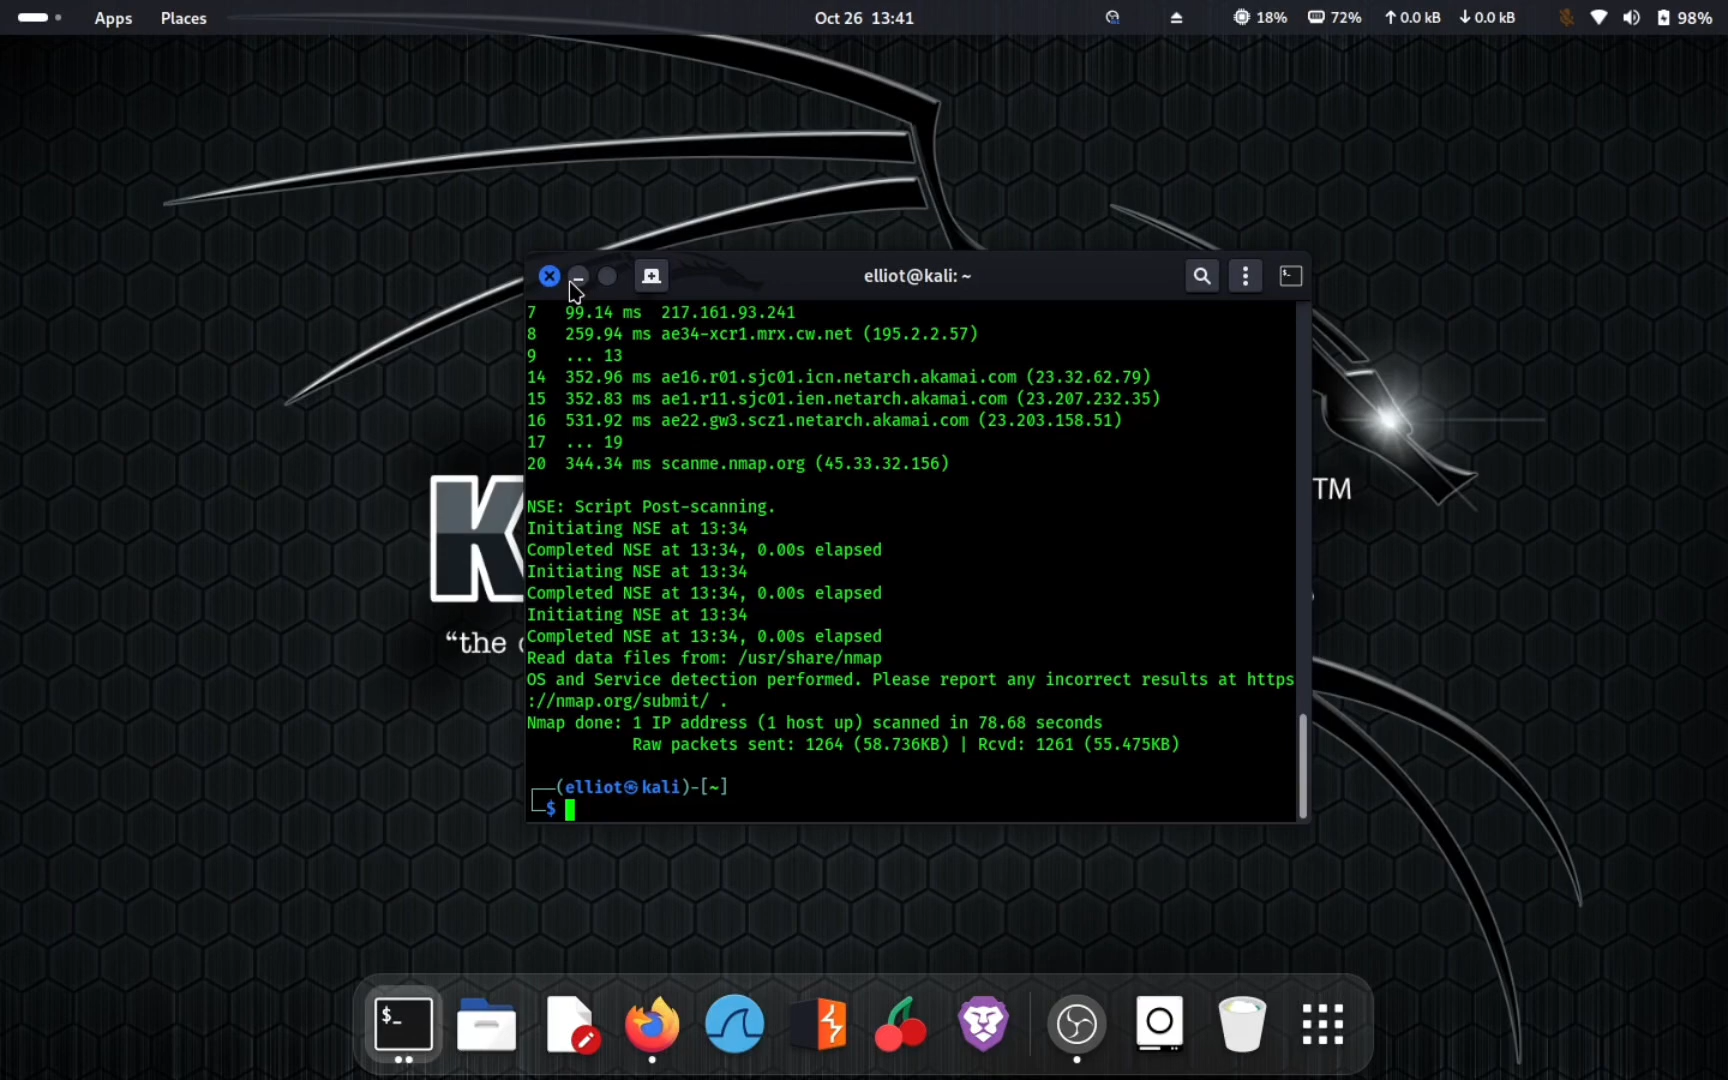 Apps Places Oct 26 13:41 18% 72% ↑ 0.0 kB ↓ 0.0 kB 98%
elliot@kali: ~
7 99.14 ms 217.161.93.241
8 259.94 ms ae34-xcr1.mrx.cw.net (195.2.2.57)
9 ... 13
14 352.96 ms ae16.r01.sjc01.icn.netarch.akamai.com (23.32.62.79)
15 352.83 ms ae1.r11.sjc01.ien.netarch.akamai.com (23.207.232.35)
16 531.92 ms ae22.gw3.scz1.netarch.akamai.com (23.203.158.51)
17 ... 19
20 344.34 ms scanme.nmap.org (45.33.32.156)
NSE: Script Post-scanning.
Initiating NSE at 13:34
Completed NSE at 13:34, 0.00s elapsed
Initiating NSE at 13:34
Completed NSE at 13:34, 0.00s elapsed
Initiating NSE at 13:34
Completed NSE at 13:34, 0.00s elapsed
Read data files from: /usr/share/nmap
OS and Service detection performed. Please report any incorrect results at https
://nmap.org/submit/ .
Nmap done: 1 IP address (1 host up) scanned in 78.68 seconds
Raw packets sent: 1264 (58.736KB) | Rcvd: 1261 (55.475KB)
┌──(elliot㉿kali)-[~]
└─$
K
TM
“the
$_